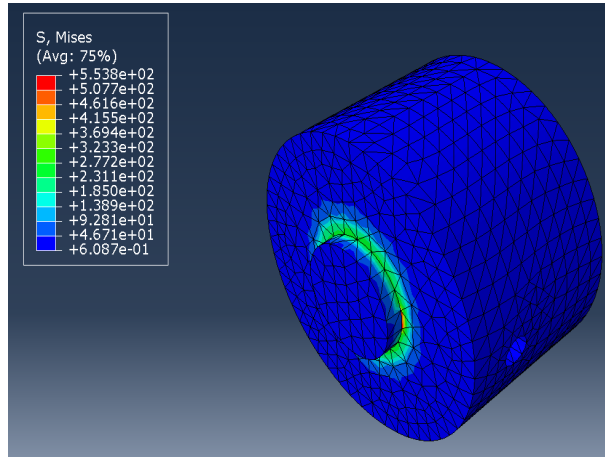 S, Mises
(Avg: 75%)
+5.538e+02
+5.077e+02
+4.616e+02
+4.155e+02
+3.694e+02
+3.233e+02
+2.772e+02
+2.311e+02
+1.850e+02
+1.389e+02
+9.281e+01
+4.671e+01
+6.087e-01